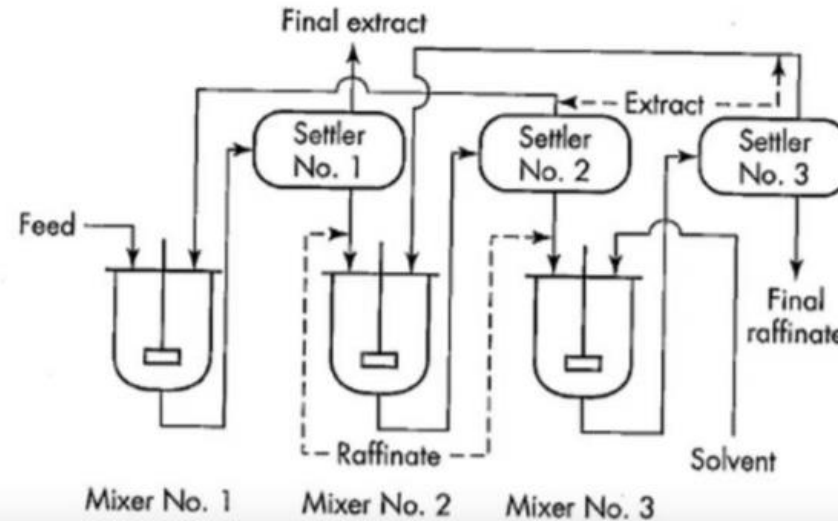 Final extract
Extract
Settler
No. 1
Settler
No. 2
Settler
No. 3
Feed
Final
raffinate
Raffinate
Solvent
Mixer No. 1
Mixer No. 2
Mixer No. 3